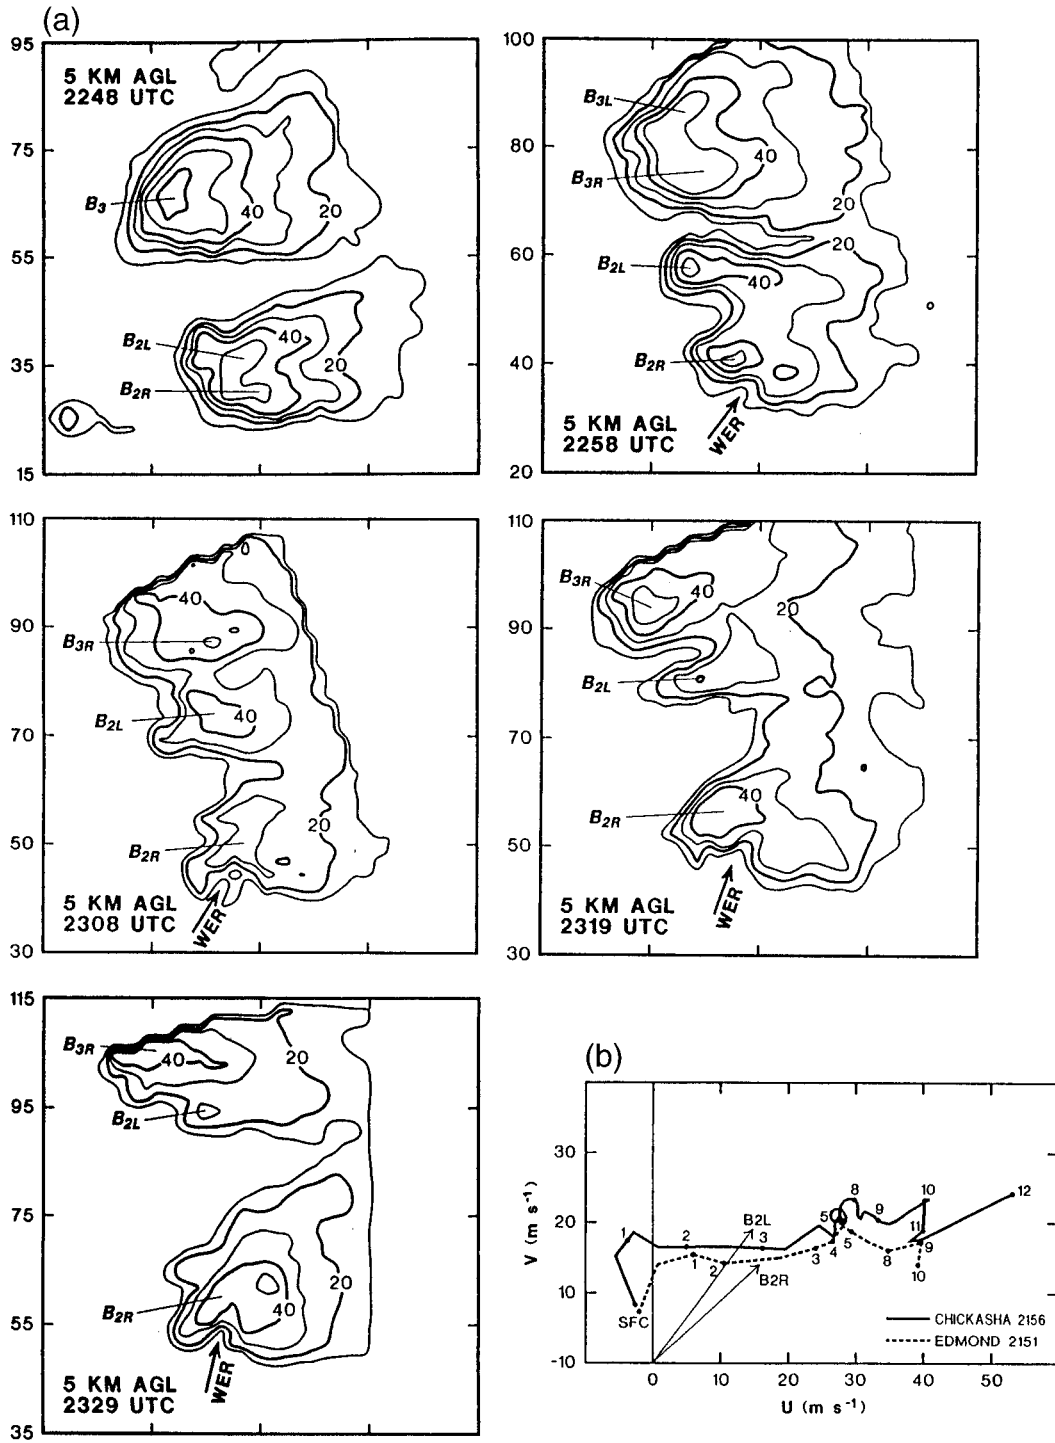 (a)
95
75
55
35
15
5 KM AGL
2248 UTC
B3
40
20
B2L
B2R
40
20
100
80
60
40
20
B3L
B3R
40
20
20
B2L
40
B2R
WER
5 KM AGL
2258 UTC
110
90
70
50
30
40
B3R
B2L
40
B2R
20
5 KM AGL
2308 UTC
WER
110
90
70
50
30
B3R
40
20
B2L
B2R
40
5 KM AGL
2319 UTC
WER
115
95
75
55
35
B3R
40
20
B2L
20
B2R
40
5 KM AGL
2329 UTC
WER
(b)
V (m s-1)
30
20
10
0
-10
1
2
3
5
8
9
10
11
12
B2L
1
2
3
4
5
8
9
10
B2R
SFC
CHICKASHA 2156
EDMOND 2151
0
10
20
30
40
50
U (m s-1)